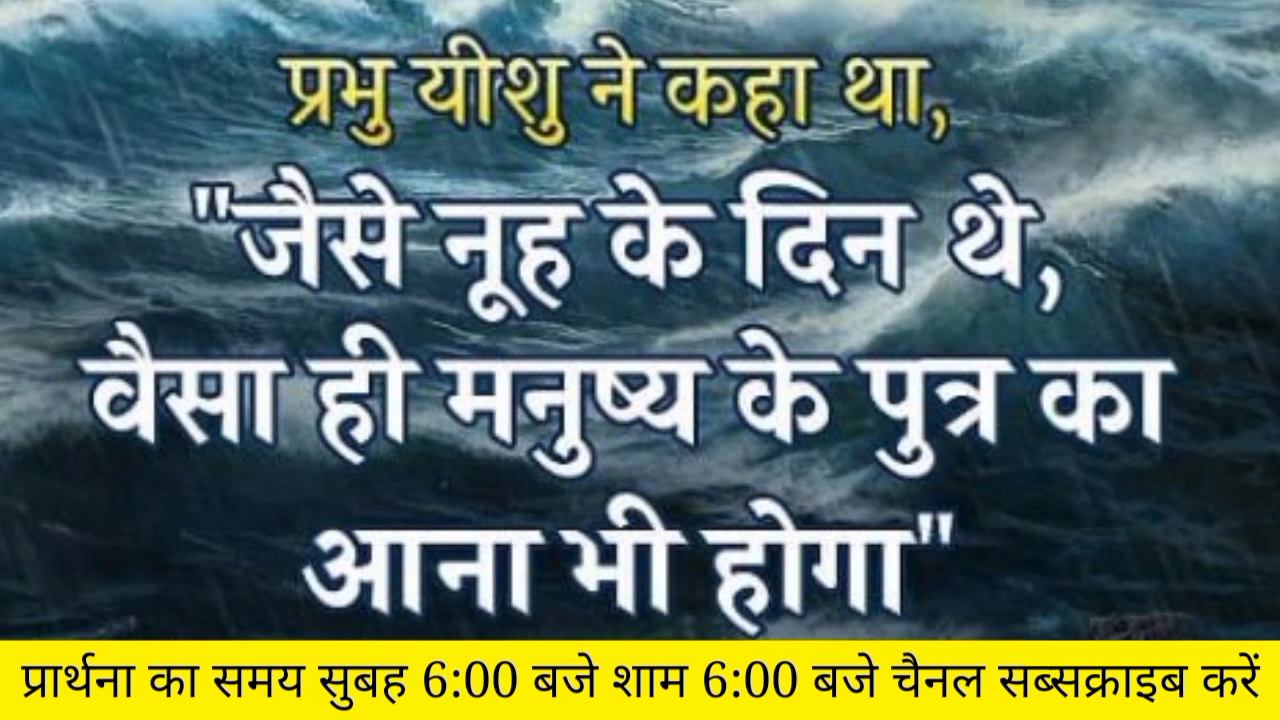 प्रभु यीशु ने कहा था,
"जैसे नूह के दिन थे,
वैसा ही मनुष्य के पुत्र का
आना भी होगा"
प्रार्थना का समय सुबह 6:00 बजे शाम 6:00 बजे चैनल सब्सक्राइब करें